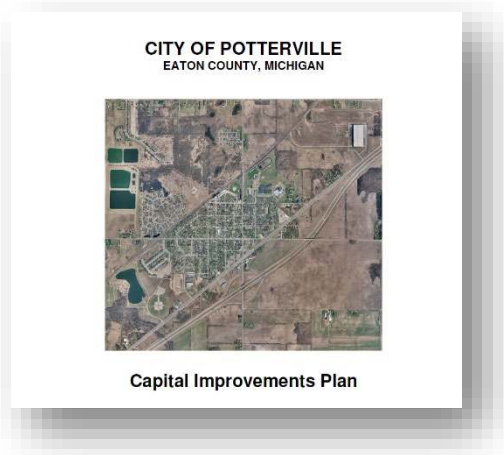 CITY OF POTTERVILLE
EATON COUNTY, MICHIGAN
Capital Improvements Plan